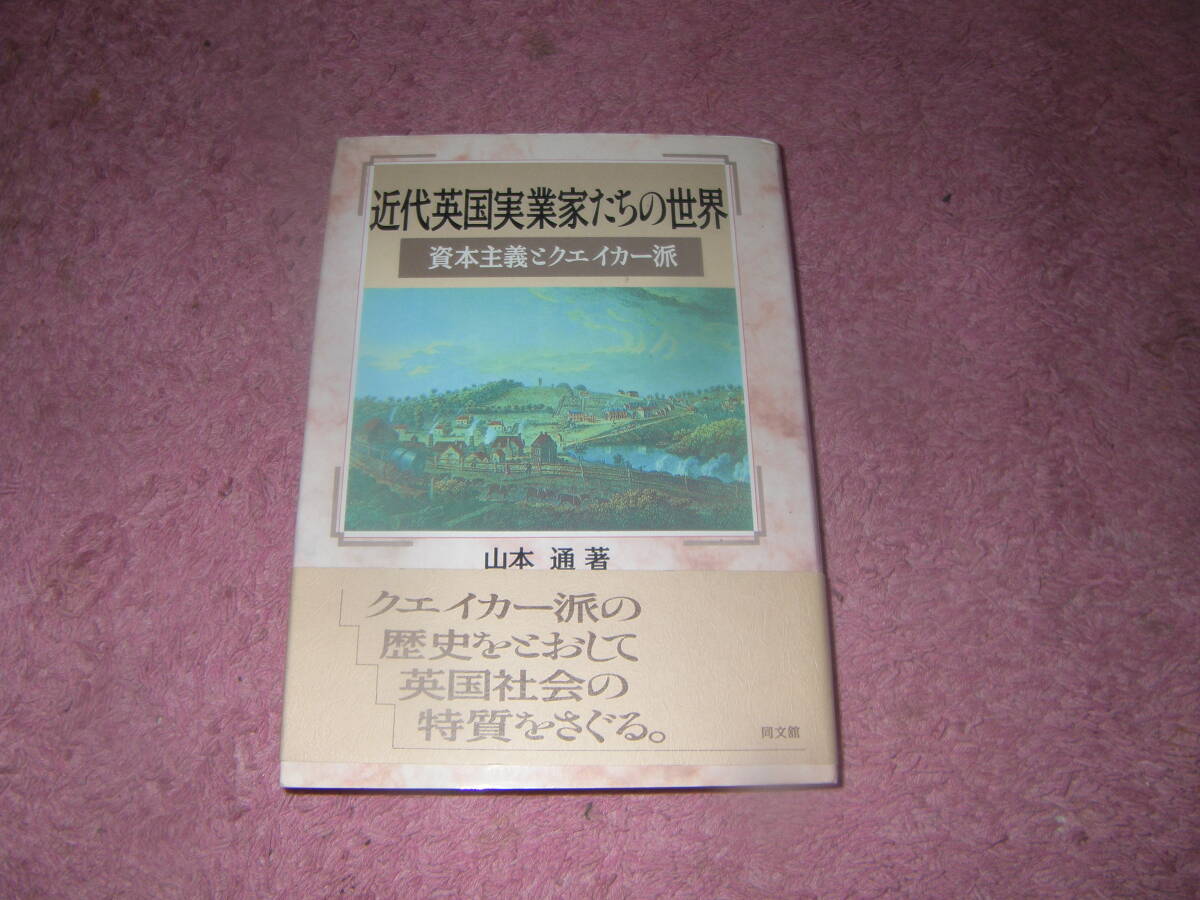 近代英国実業家たちの世界
資本主義とクエイカー派
山本 通 著
クエイカー派の
歴史をとおして
英国社会の
特質をさぐる。
同文舘